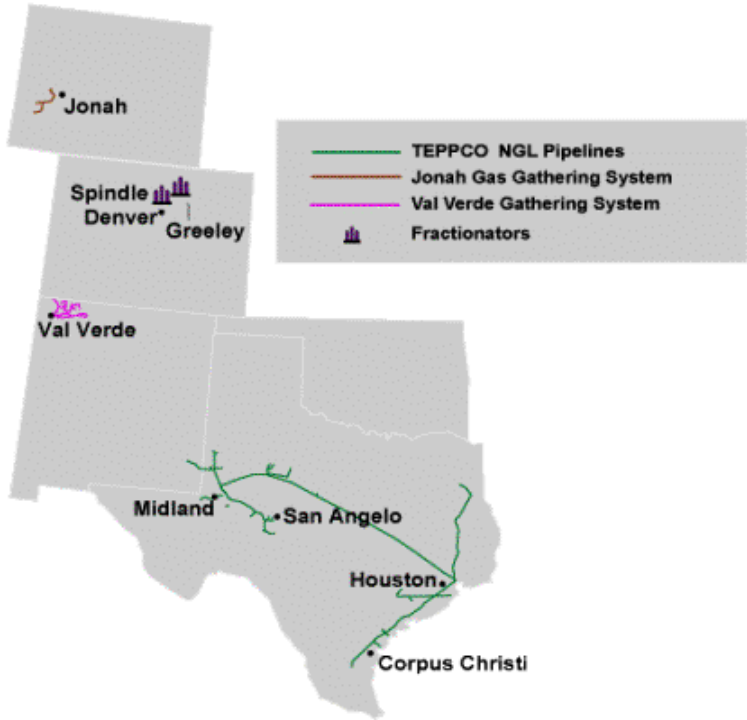 Jonah
TEPPCO NGL Pipelines
Jonah Gas Gathering System
Val Verde Gathering System
Fractionators
Spindle
Denver
Greeley
Val Verde
Midland
San Angelo
Houston
Corpus Christi